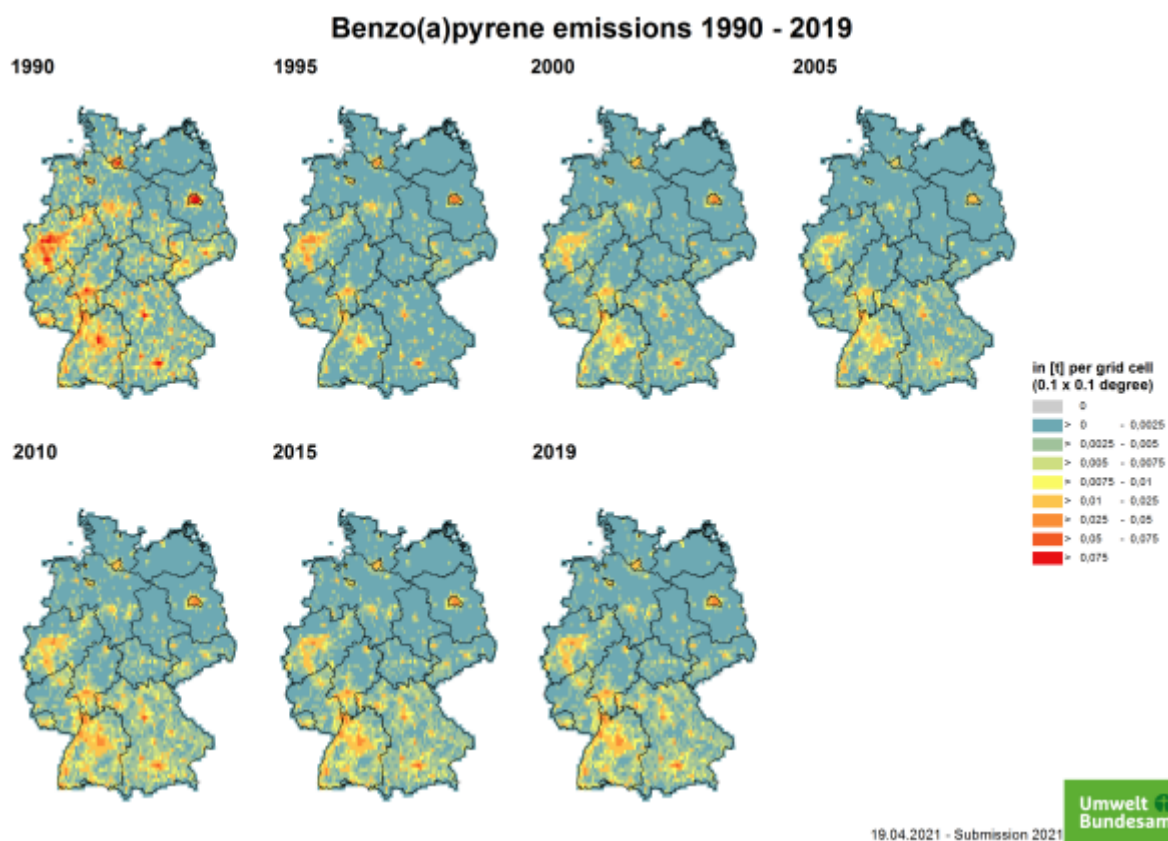 Benzo(a)pyrene emissions 1990 - 2019
1990
1995
2000
2005
in [t] per grid cell
(0.1 x 0.1 degree)
0
> 0 - 0,0025
> 0,0025 - 0,005
> 0,005 - 0,0075
> 0,0075 - 0,01
> 0,01 - 0,025
> 0,025 - 0,05
> 0,05 - 0,075
> 0,075
2010
2015
2019
Umwelt
Bundesam
19.04.2021 - Submission 2021